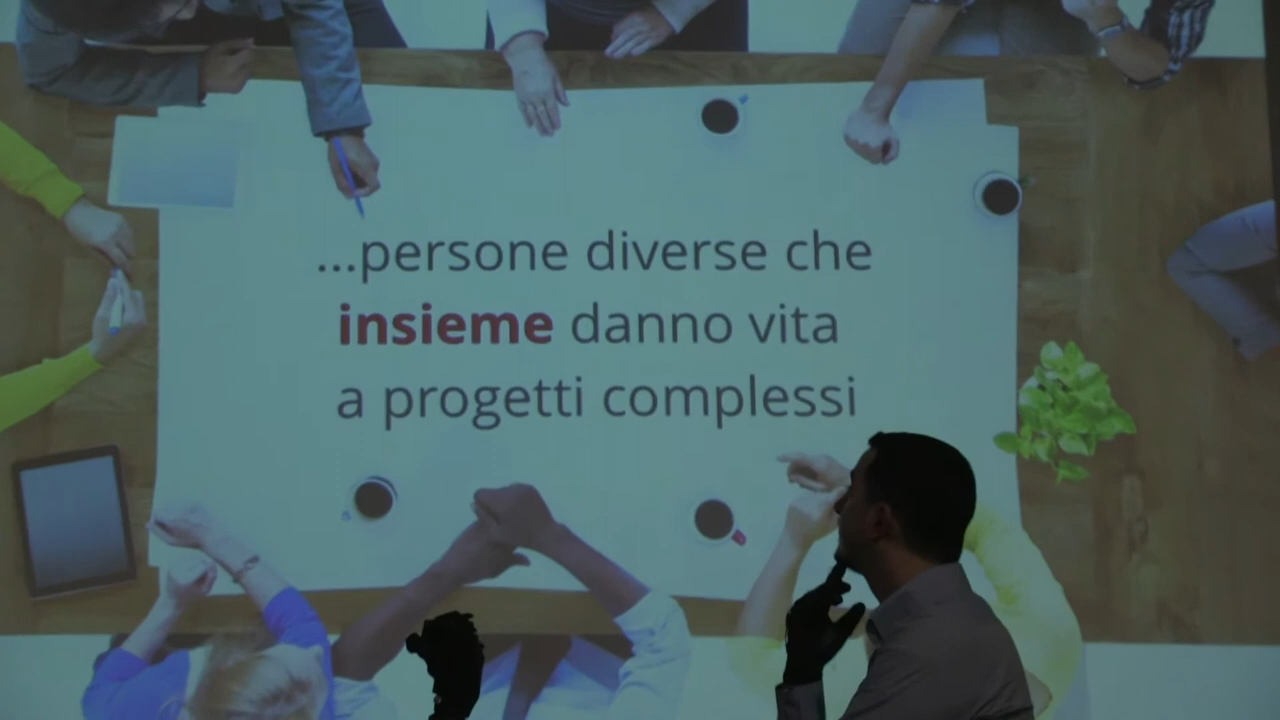 ...persone diverse che
insieme danno vita
a progetti complessi